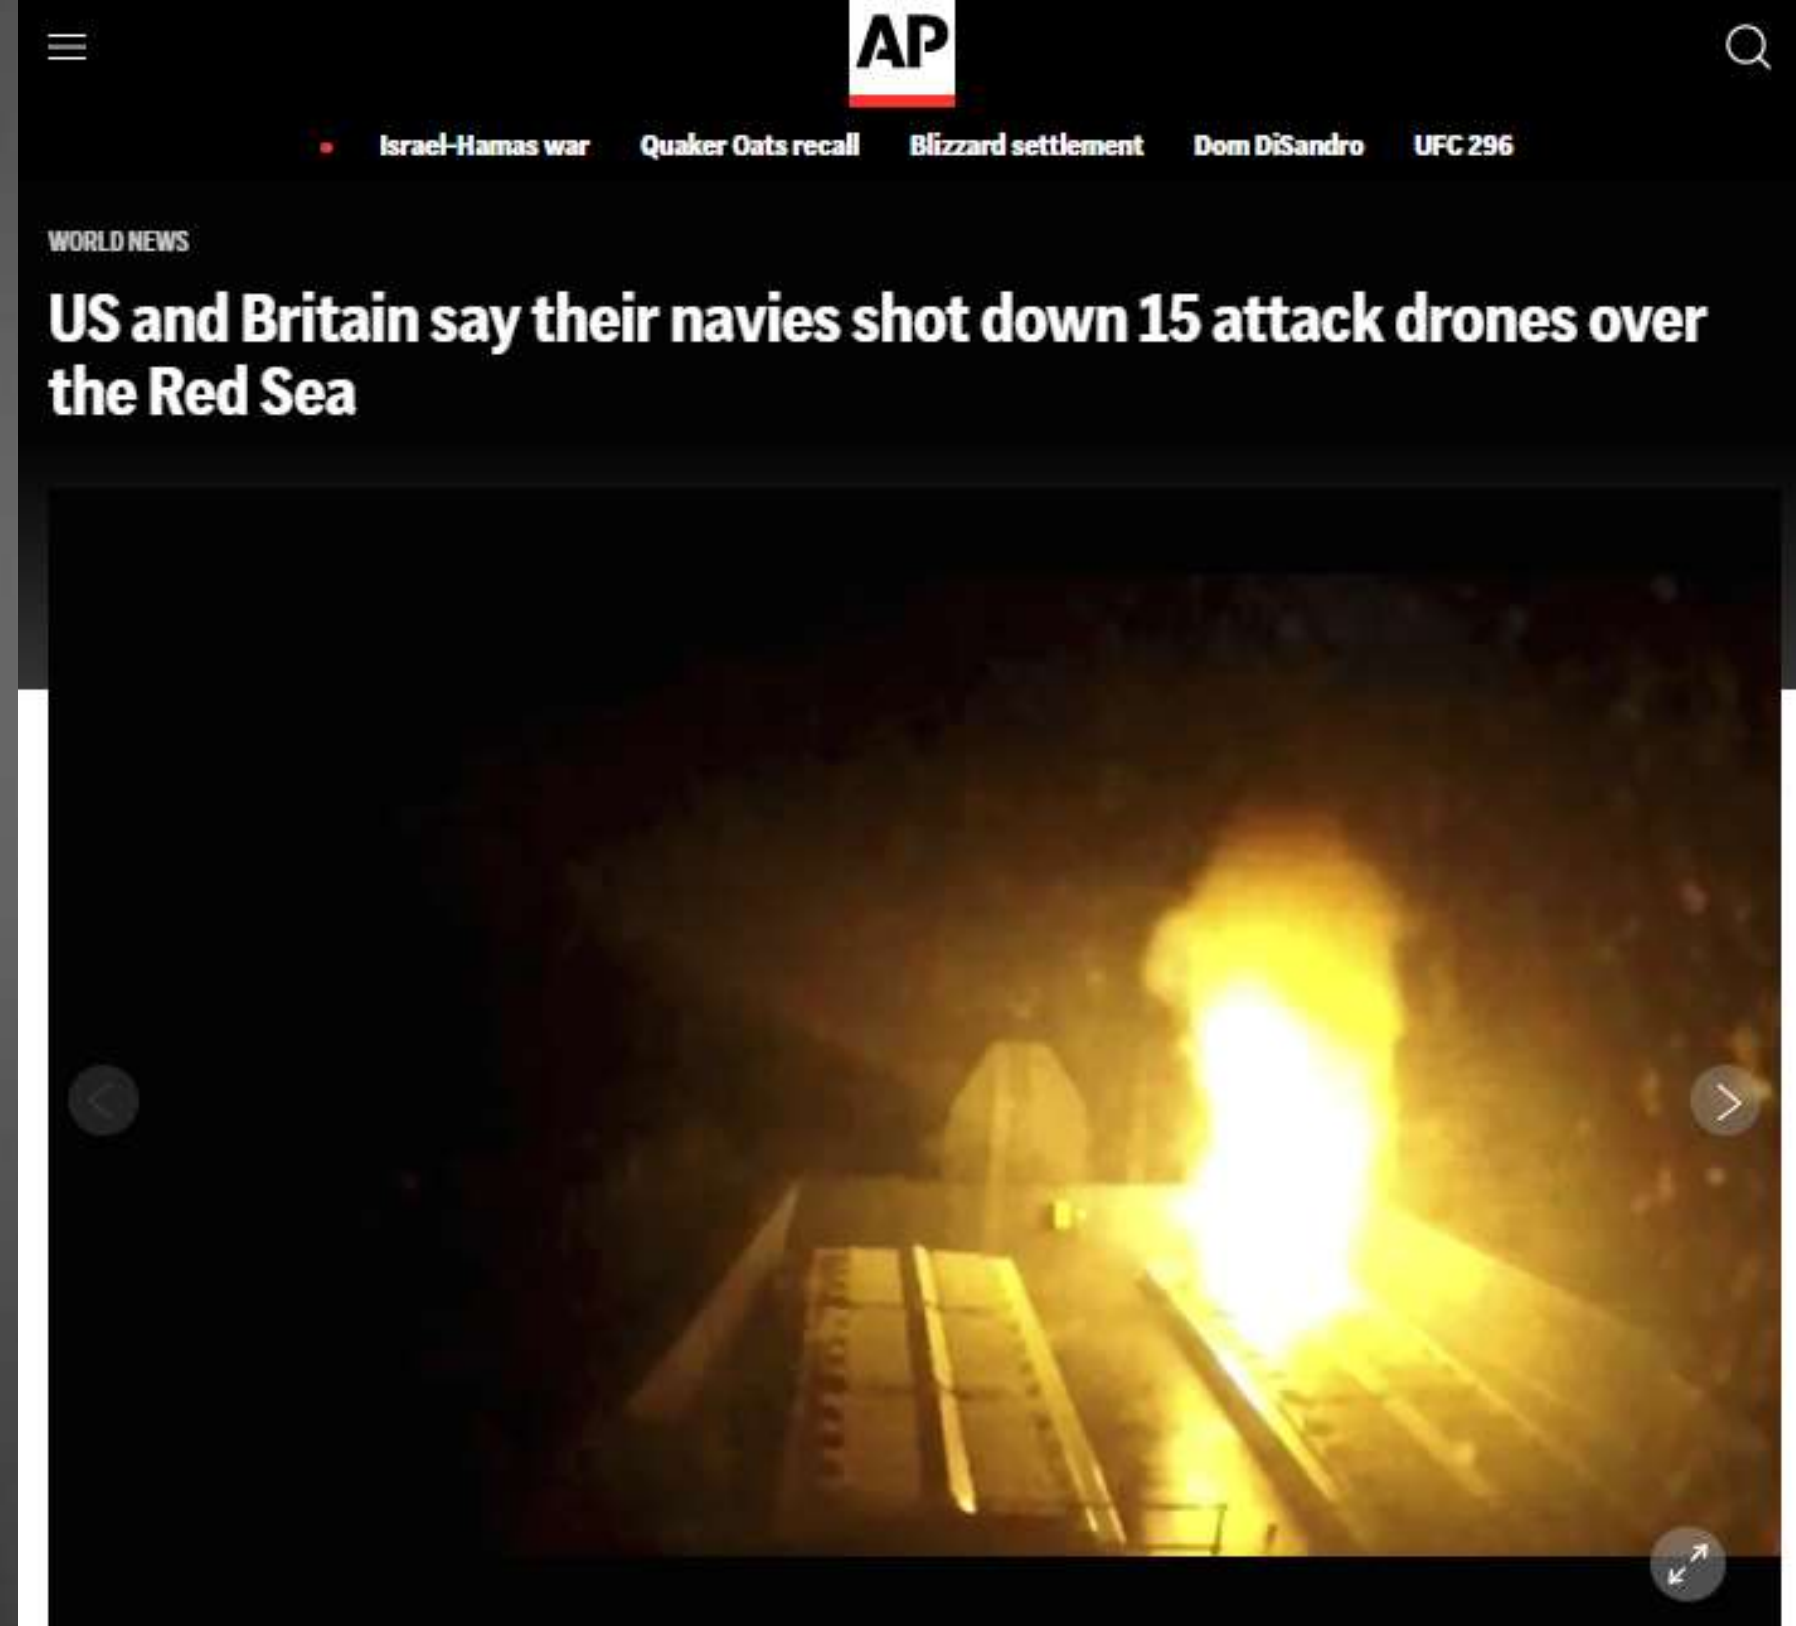 AP
Israel-Hamas war Quaker Oats recall Blizzard settlement Dom DiSandro UFC 296
WORLD NEWS
US and Britain say their navies shot down 15 attack drones over
the Red Sea